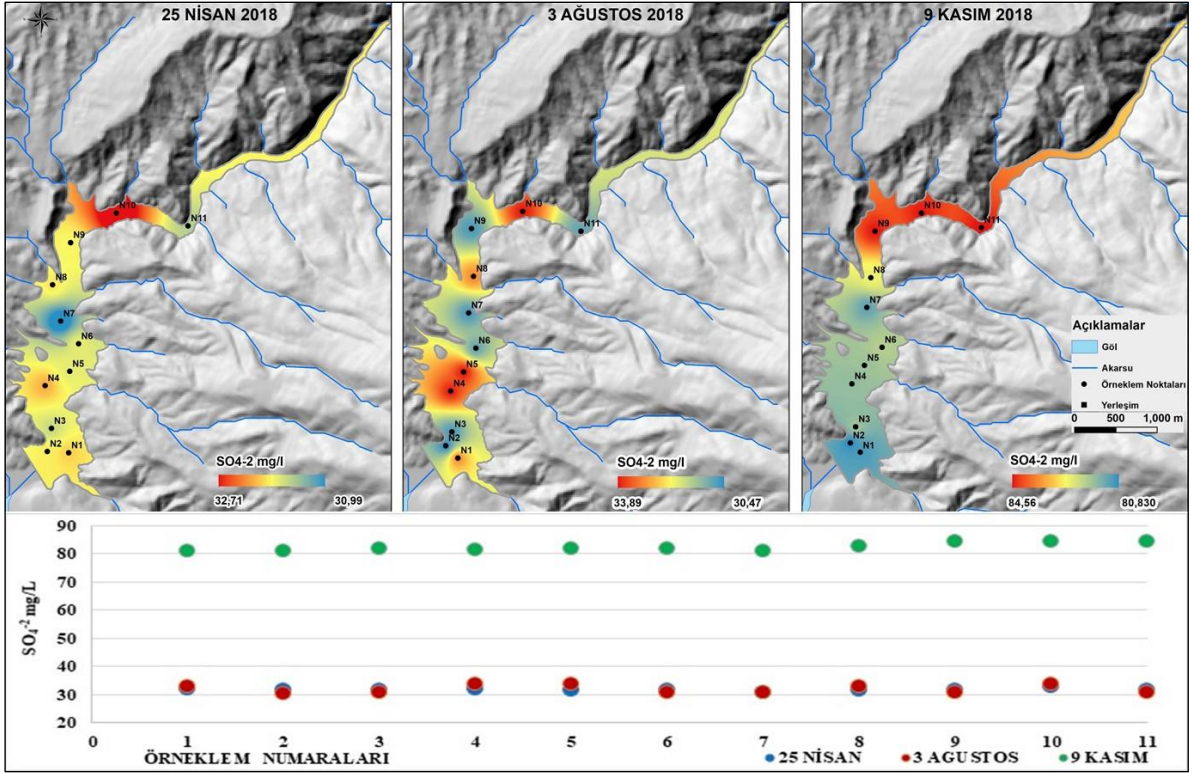 25 NİSAN 2018
N10
N11
N9
N8
N7
N6
N5
N4
N3
N2
N1
SO4-2 mg/l
32,71
30,99
3 AĞUSTOS 2018
N10
N9
N11
N8
N7
N6
N5
N4
N3
N2
N1
SO4-2 mg/l
33,89
30,47
9 KASIM 2018
N10
N9
N11
N8
N7
N6
N5
N4
N3
N2
N1
Açıklamalar
Göl
Akarsu
Örneklem Noktaları
Yerleşim
0 500 1,000 m
SO4-2 mg/l
84,56
80,830
90
80
70
60
50
40
30
20
SO₄⁻² mg/L
0 1 2 3 4 5 6 7 8 9 10 11
ÖRNEKLEM NUMARALARI
25 NİSAN
3 AGUSTOS
9 KASIM